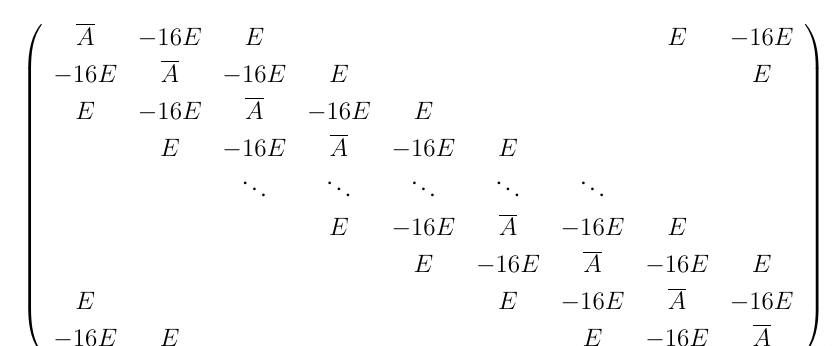 A̅ −16E E E −16E
−16E A̅ −16E E E
E −16E A̅ −16E E
E −16E A̅ −16E E
⋱ ⋱ ⋱ ⋱ ⋱
E −16E A̅ −16E E
E −16E A̅ −16E E
E E −16E A̅ −16E
−16E E E −16E A̅